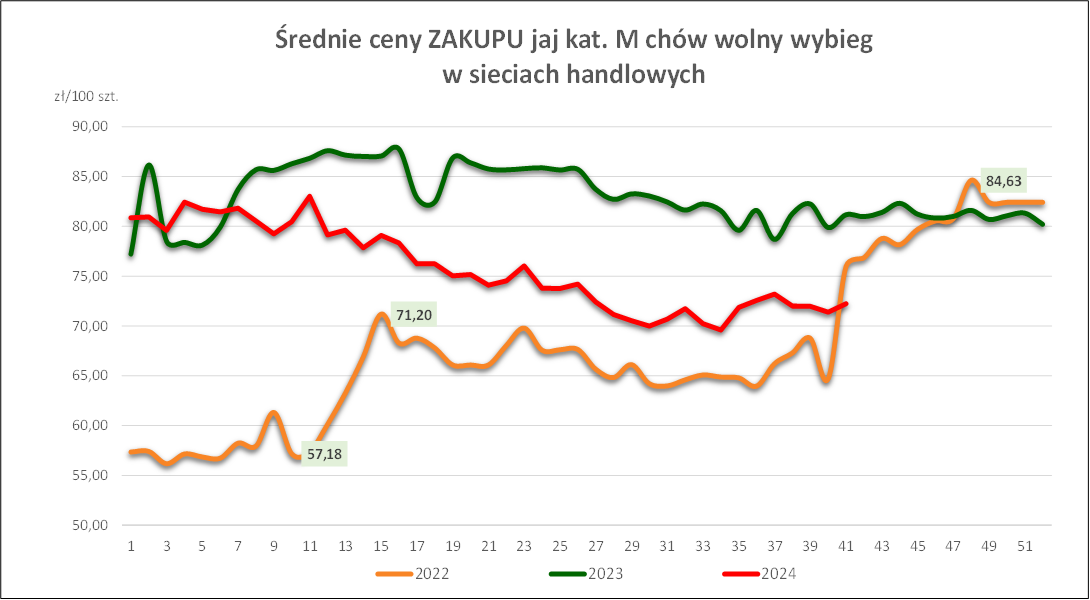 Średnie ceny ZAKUPU jaj kat. M chów wolny wybieg
w sieciach handlowych
zł/100 szt.
90,00
85,00
80,00
75,00
70,00
65,00
60,00
55,00
50,00
84,63
71,20
57,18
1 3 5 7 9 11 13 15 17 19 21 23 25 27 29 31 33 35 37 39 41 43 45 47 49 51
2022 2023 2024